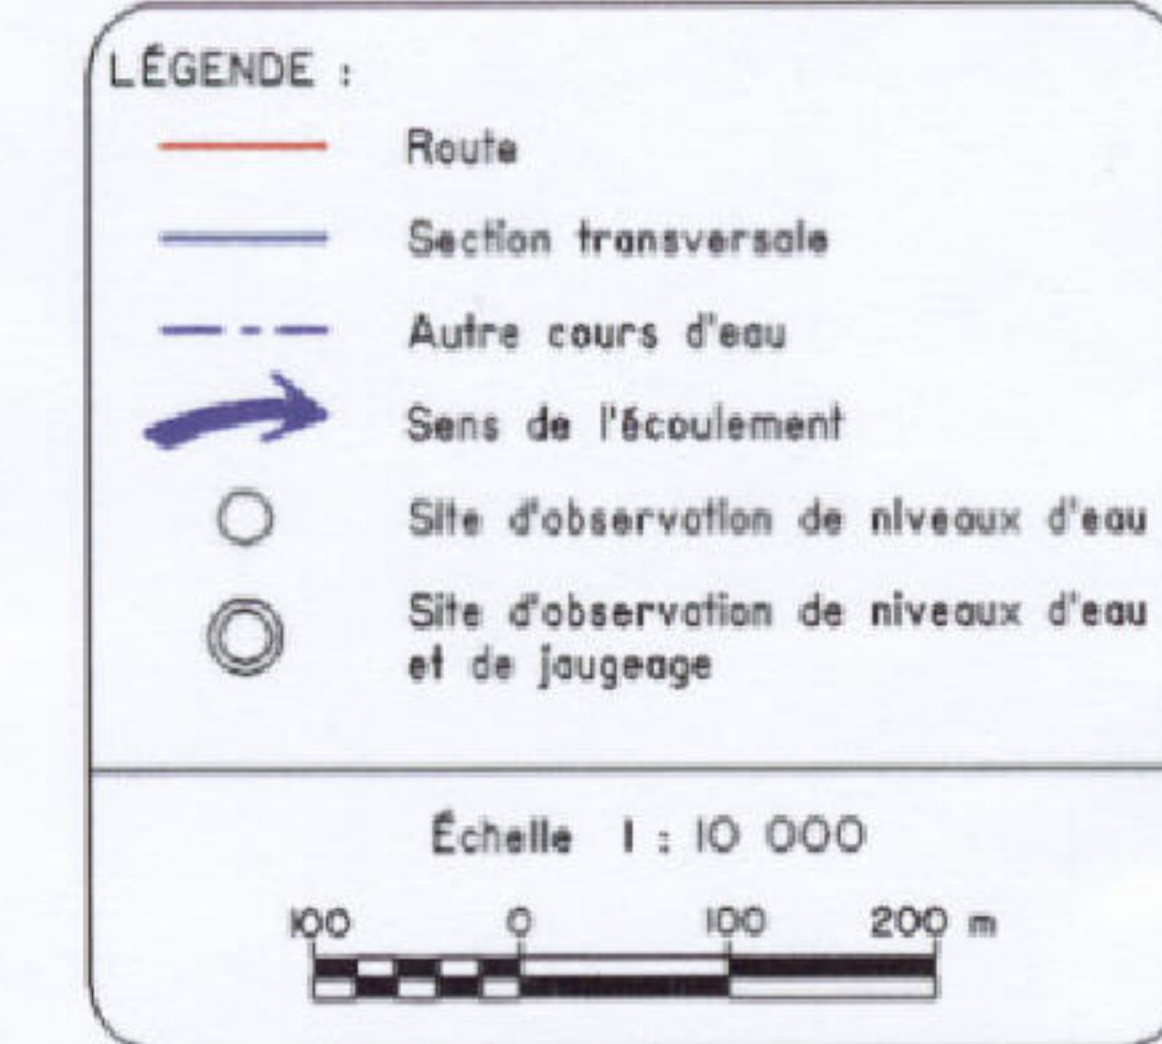 LÉGENDE :
Route
Section transversale
Autre cours d'eau
Sens de l'écoulement
Site d'observation de niveaux d'eau
Site d'observation de niveaux d'eau
et de jaugeage
Échelle 1 : 10 000
100 0 100 200 m